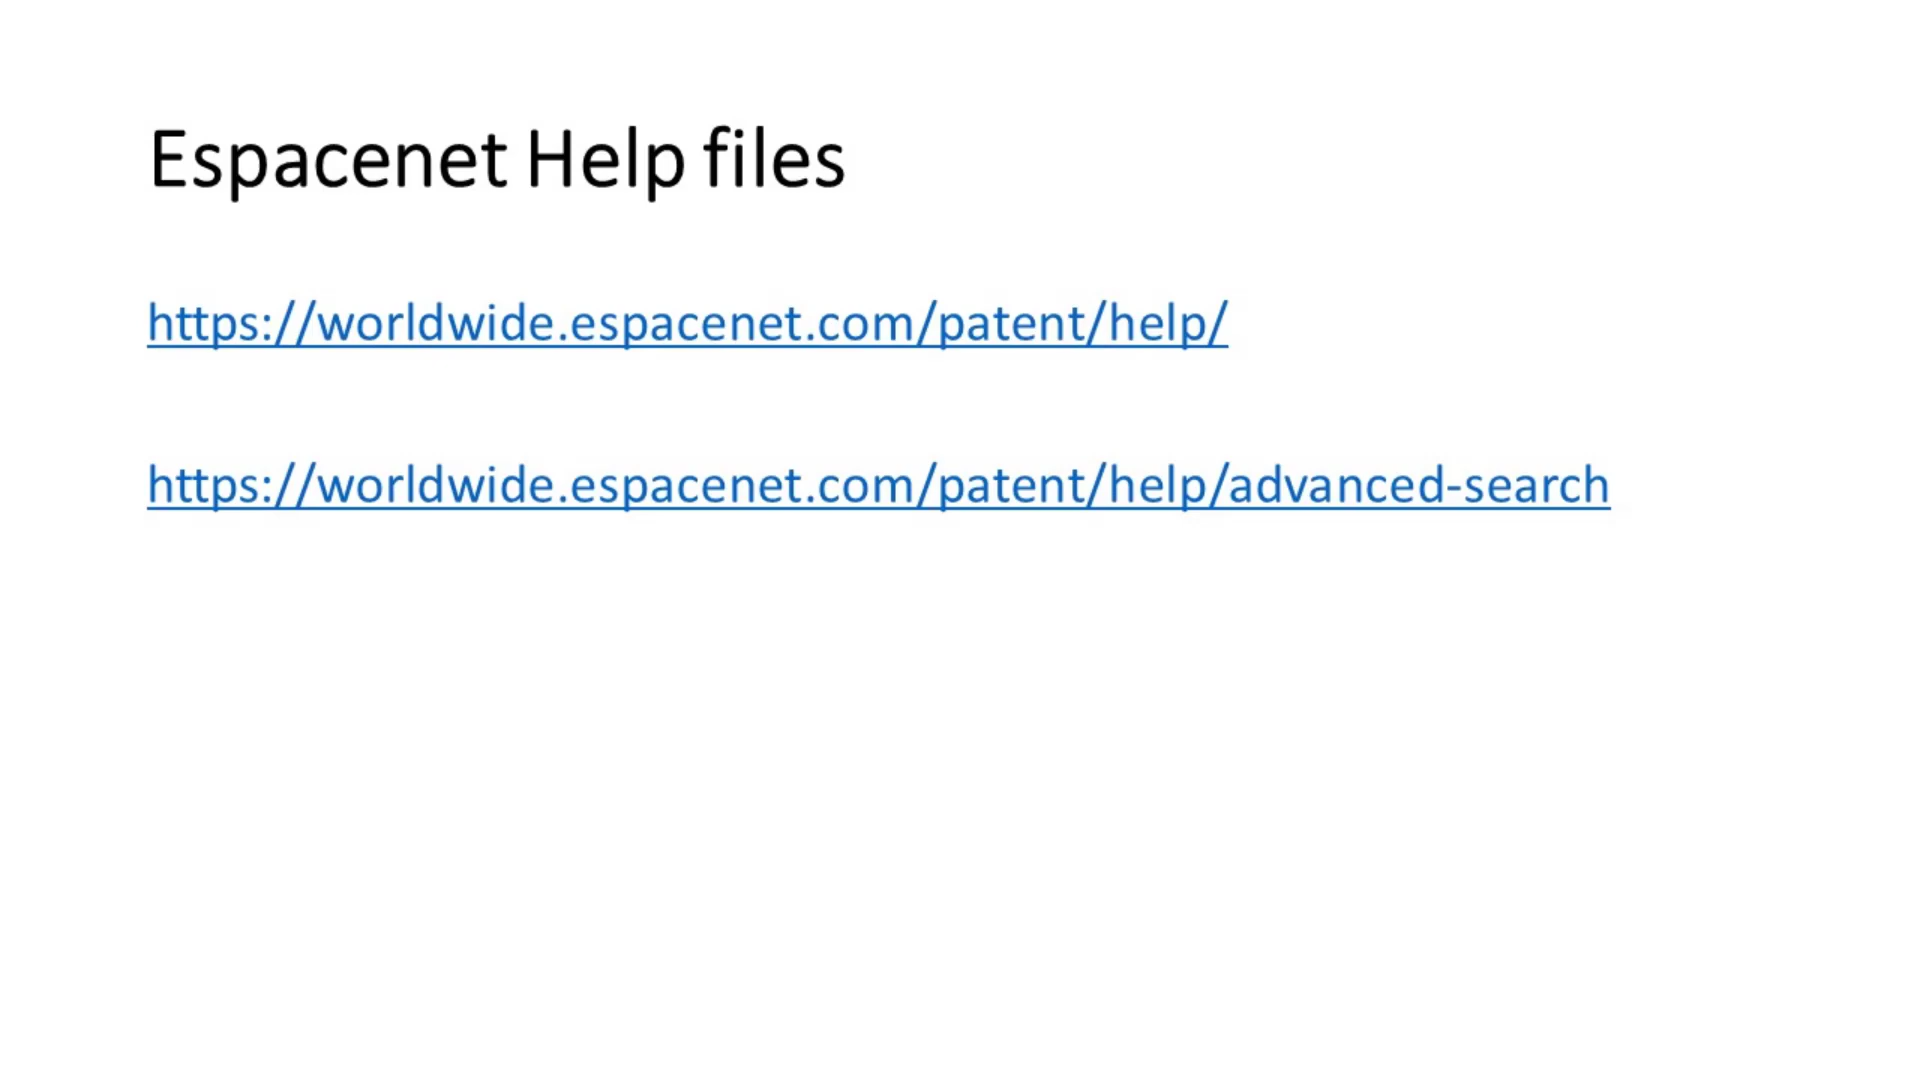 Espacenet Help files
https://worldwide.espacenet.com/patent/help/
https://worldwide.espacenet.com/patent/help/advanced-search